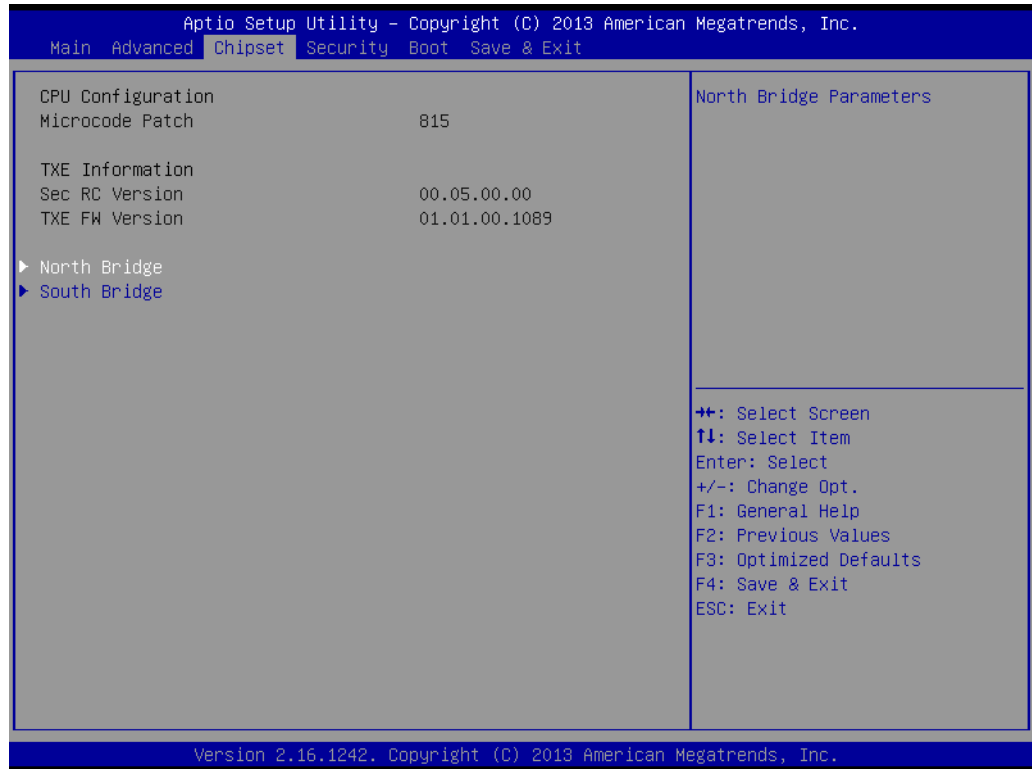 Aptio Setup Utility – Copyright (C) 2013 American Megatrends, Inc.
Main Advanced Chipset Security Boot Save & Exit
CPU Configuration
Microcode Patch 815
TXE Information
Sec RC Version 00.05.00.00
TXE FW Version 01.01.00.1089
North Bridge
South Bridge
North Bridge Parameters
→←: Select Screen
↑↓: Select Item
Enter: Select
+/-: Change Opt.
F1: General Help
F2: Previous Values
F3: Optimized Defaults
F4: Save & Exit
ESC: Exit
Version 2.16.1242. Copyright (C) 2013 American Megatrends, Inc.